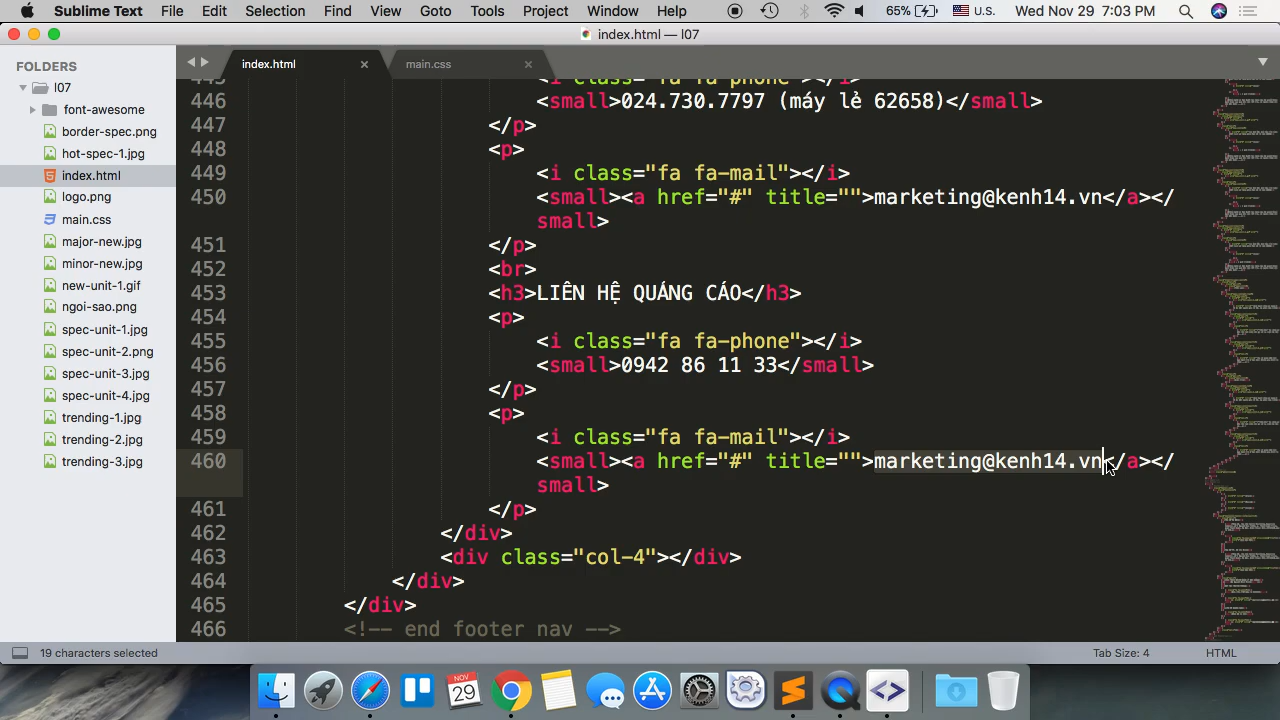 Sublime Text File Edit Selection Find View Goto Tools Project Window Help 65% U.S. Wed Nov 29 7:03 PM
index.html — l07
FOLDERS
l07
font-awesome
border-spec.png
hot-spec-1.jpg
index.html
logo.png
main.css
major-new.jpg
minor-new.jpg
new-unit-1.gif
ngoi-sao.png
spec-unit-1.jpg
spec-unit-2.png
spec-unit-3.jpg
spec-unit-4.jpg
trending-1.jpg
trending-2.jpg
trending-3.jpg
index.html main.css
445 <i class="fa fa-phone"></i>
446 <small>024.730.7797 (máy lẻ 62658)</small>
447 </p>
448 <p>
449 <i class="fa fa-mail"></i>
450 <small><a href="#" title="">marketing@kenh14.vn</a></
small>
451 </p>
452 <br>
453 <h3>LIÊN HỆ QUẢNG CÁO</h3>
454 <p>
455 <i class="fa fa-phone"></i>
456 <small>0942 86 11 33</small>
457 </p>
458 <p>
459 <i class="fa fa-mail"></i>
460 <small><a href="#" title="">marketing@kenh14.vn</a></
small>
461 </p>
462 </div>
463 <div class="col-4"></div>
464 </div>
465 </div>
466 <!-- end footer nav -->
19 characters selected Tab Size: 4 HTML
NOV
29